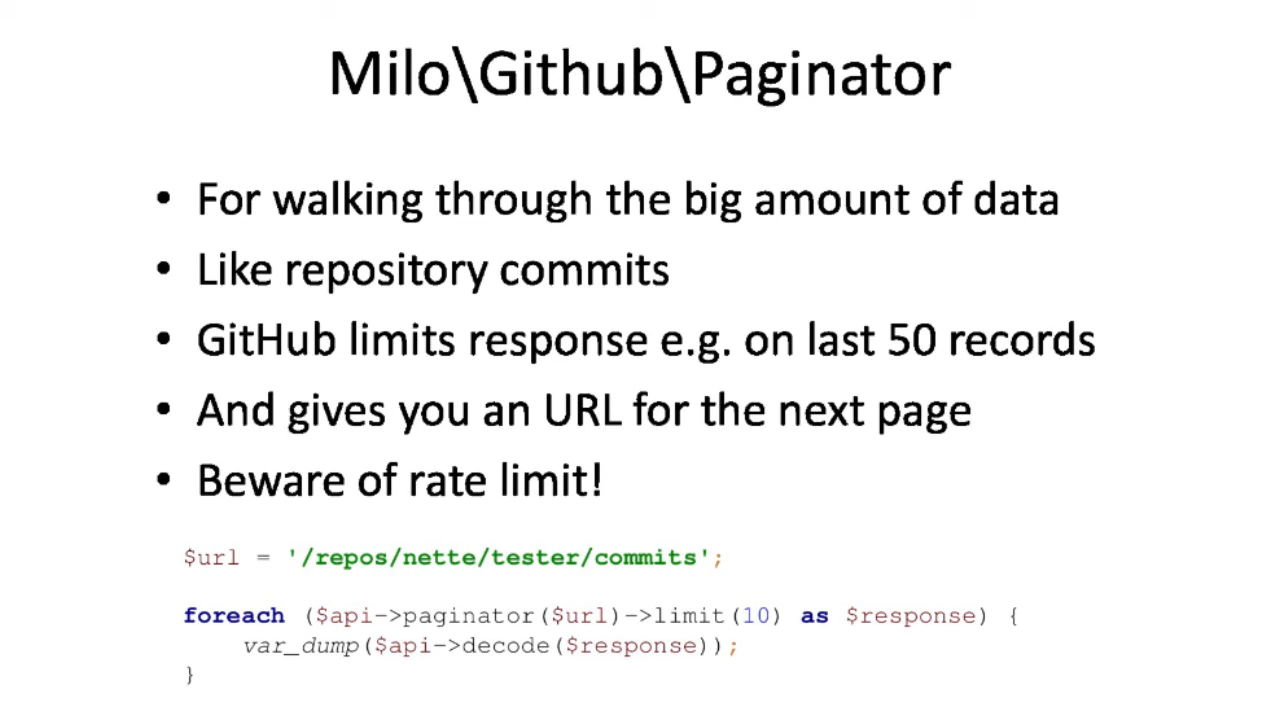 Milo\Github\Paginator
• For walking through the big amount of data
• Like repository commits
• GitHub limits response e.g. on last 50 records
• And gives you an URL for the next page
• Beware of rate limit!
$url = '/repos/nette/tester/commits';
foreach ($api->paginator($url)->limit(10) as $response) {
    var_dump($api->decode($response));
}